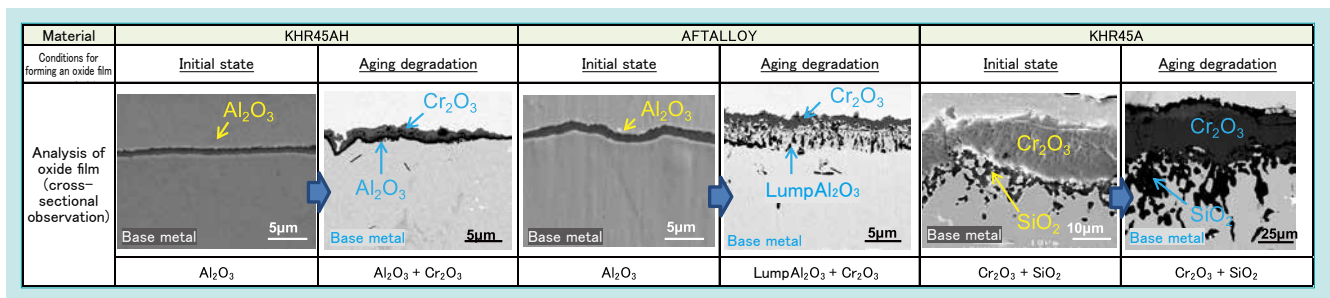 Material KHR45AH AFTALLOY KHR45A
Conditions for
forming an oxide film
Initial state Aging degradation Initial state Aging degradation Initial state Aging degradation
Analysis of
oxide film
(cross-
sectional
observation)
Al₂O₃
5μm
Base metal
Cr₂O₃
Al₂O₃
Base metal
5μm
Al₂O₃
Base metal
5μm
Cr₂O₃
LumpAl₂O₃
Base metal
5μm
Cr₂O₃
SiO₂
10μm
Base metal
Cr₂O₃
SiO₂
Base metal
25μm
Al₂O₃ Al₂O₃ + Cr₂O₃ Al₂O₃ LumpAl₂O₃ + Cr₂O₃ Cr₂O₃ + SiO₂ Cr₂O₃ + SiO₂